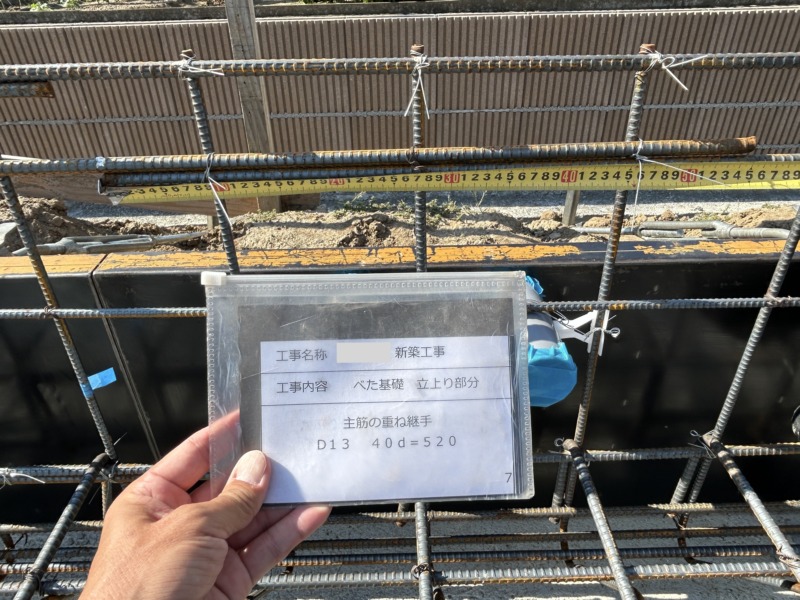 工事名称 新築工事
工事内容 べた基礎 立上り部分
主筋の重ね継手
D13 40d=520
7